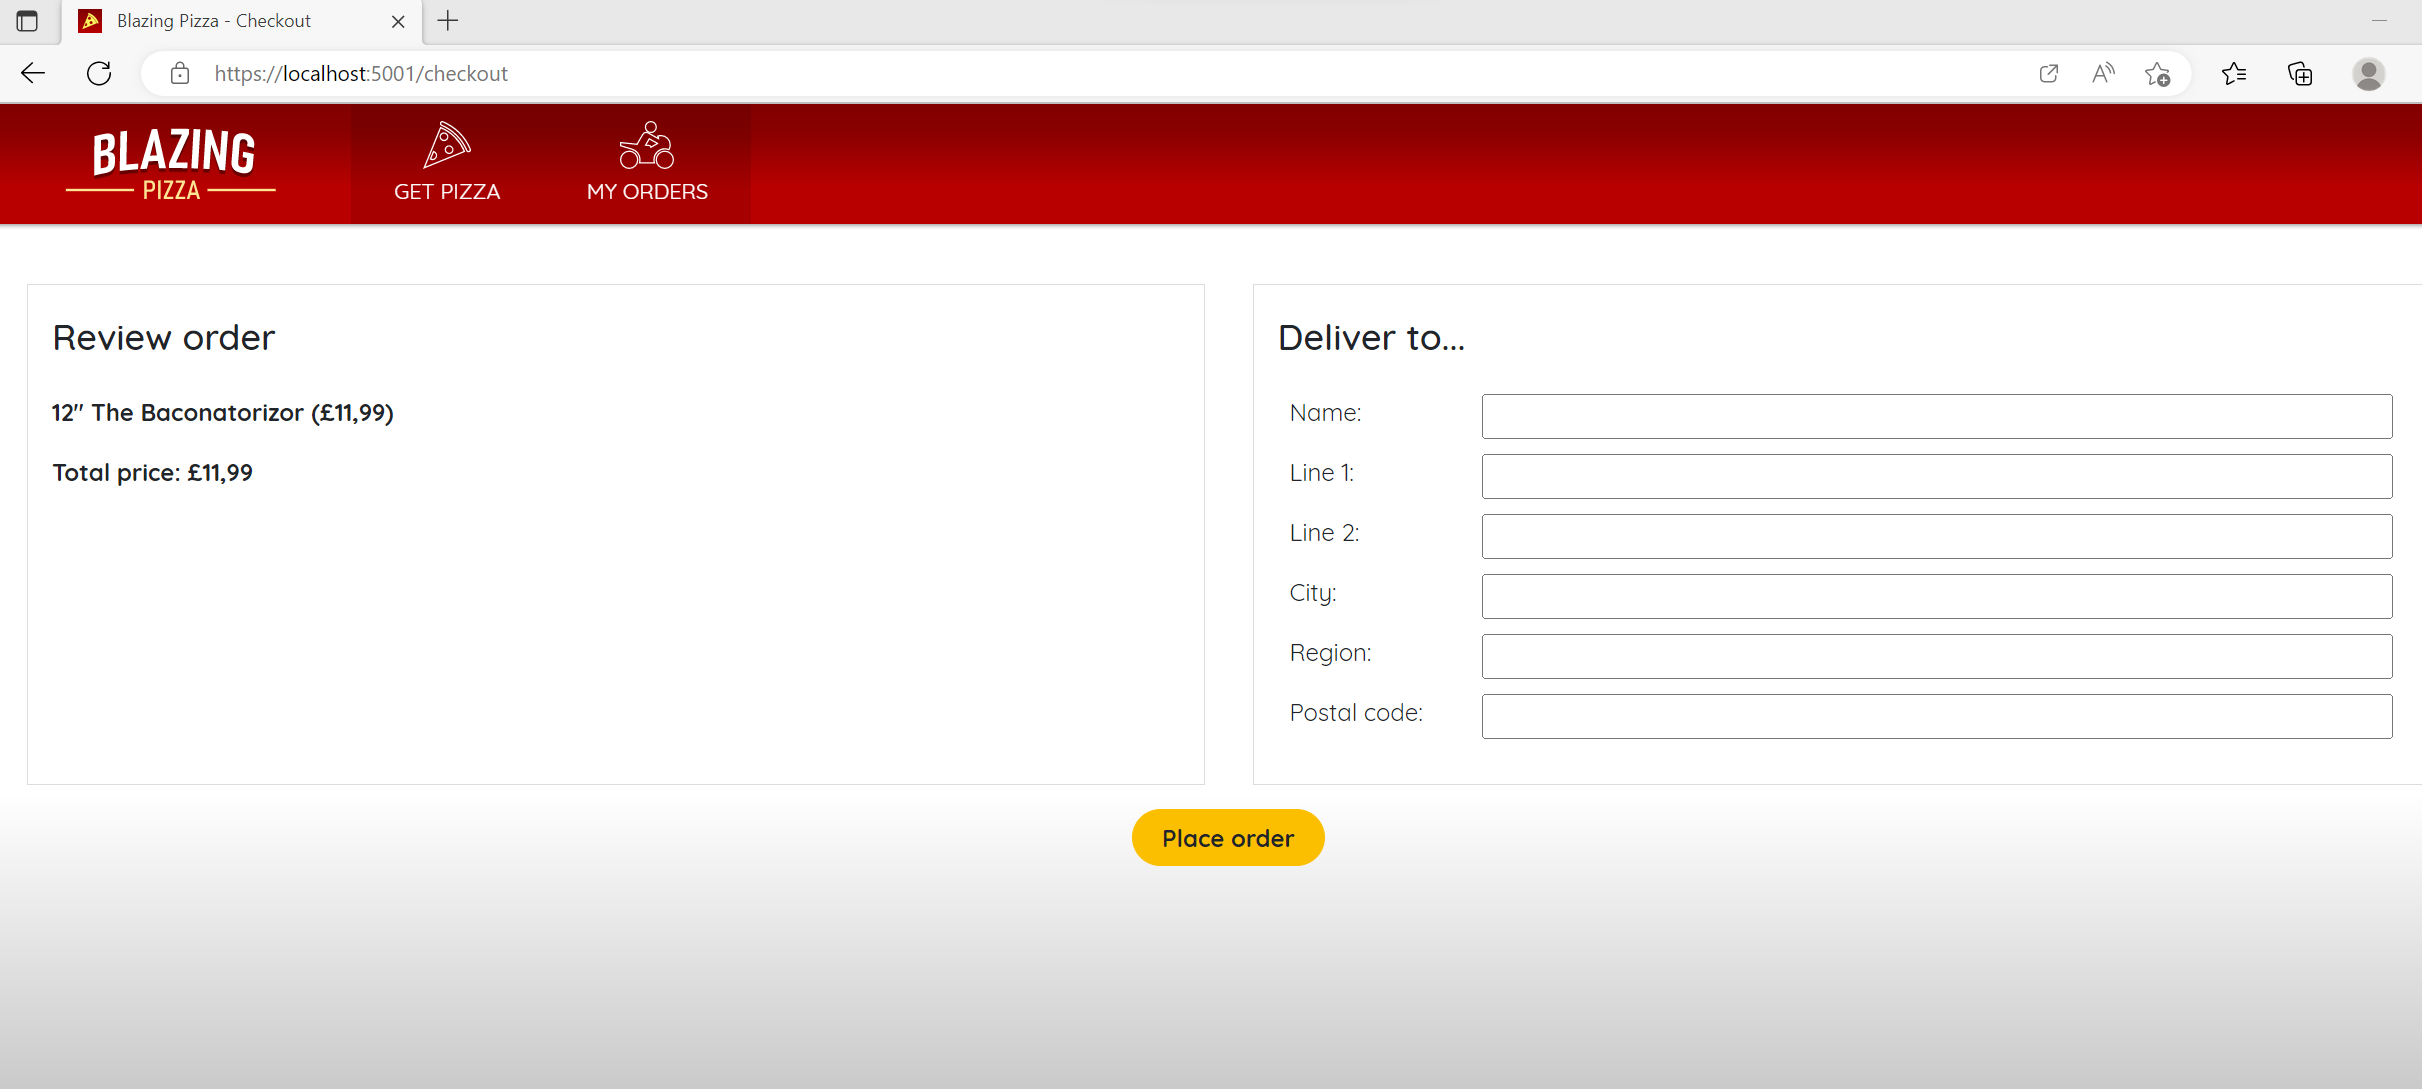 Blazing Pizza - Checkout
https://localhost:5001/checkout
BLAZING
PIZZA
GET PIZZA
MY ORDERS
Review order
12" The Baconatorizor (£11,99)
Total price: £11,99
Deliver to...
Name:
Line 1:
Line 2:
City:
Region:
Postal code:
Place order